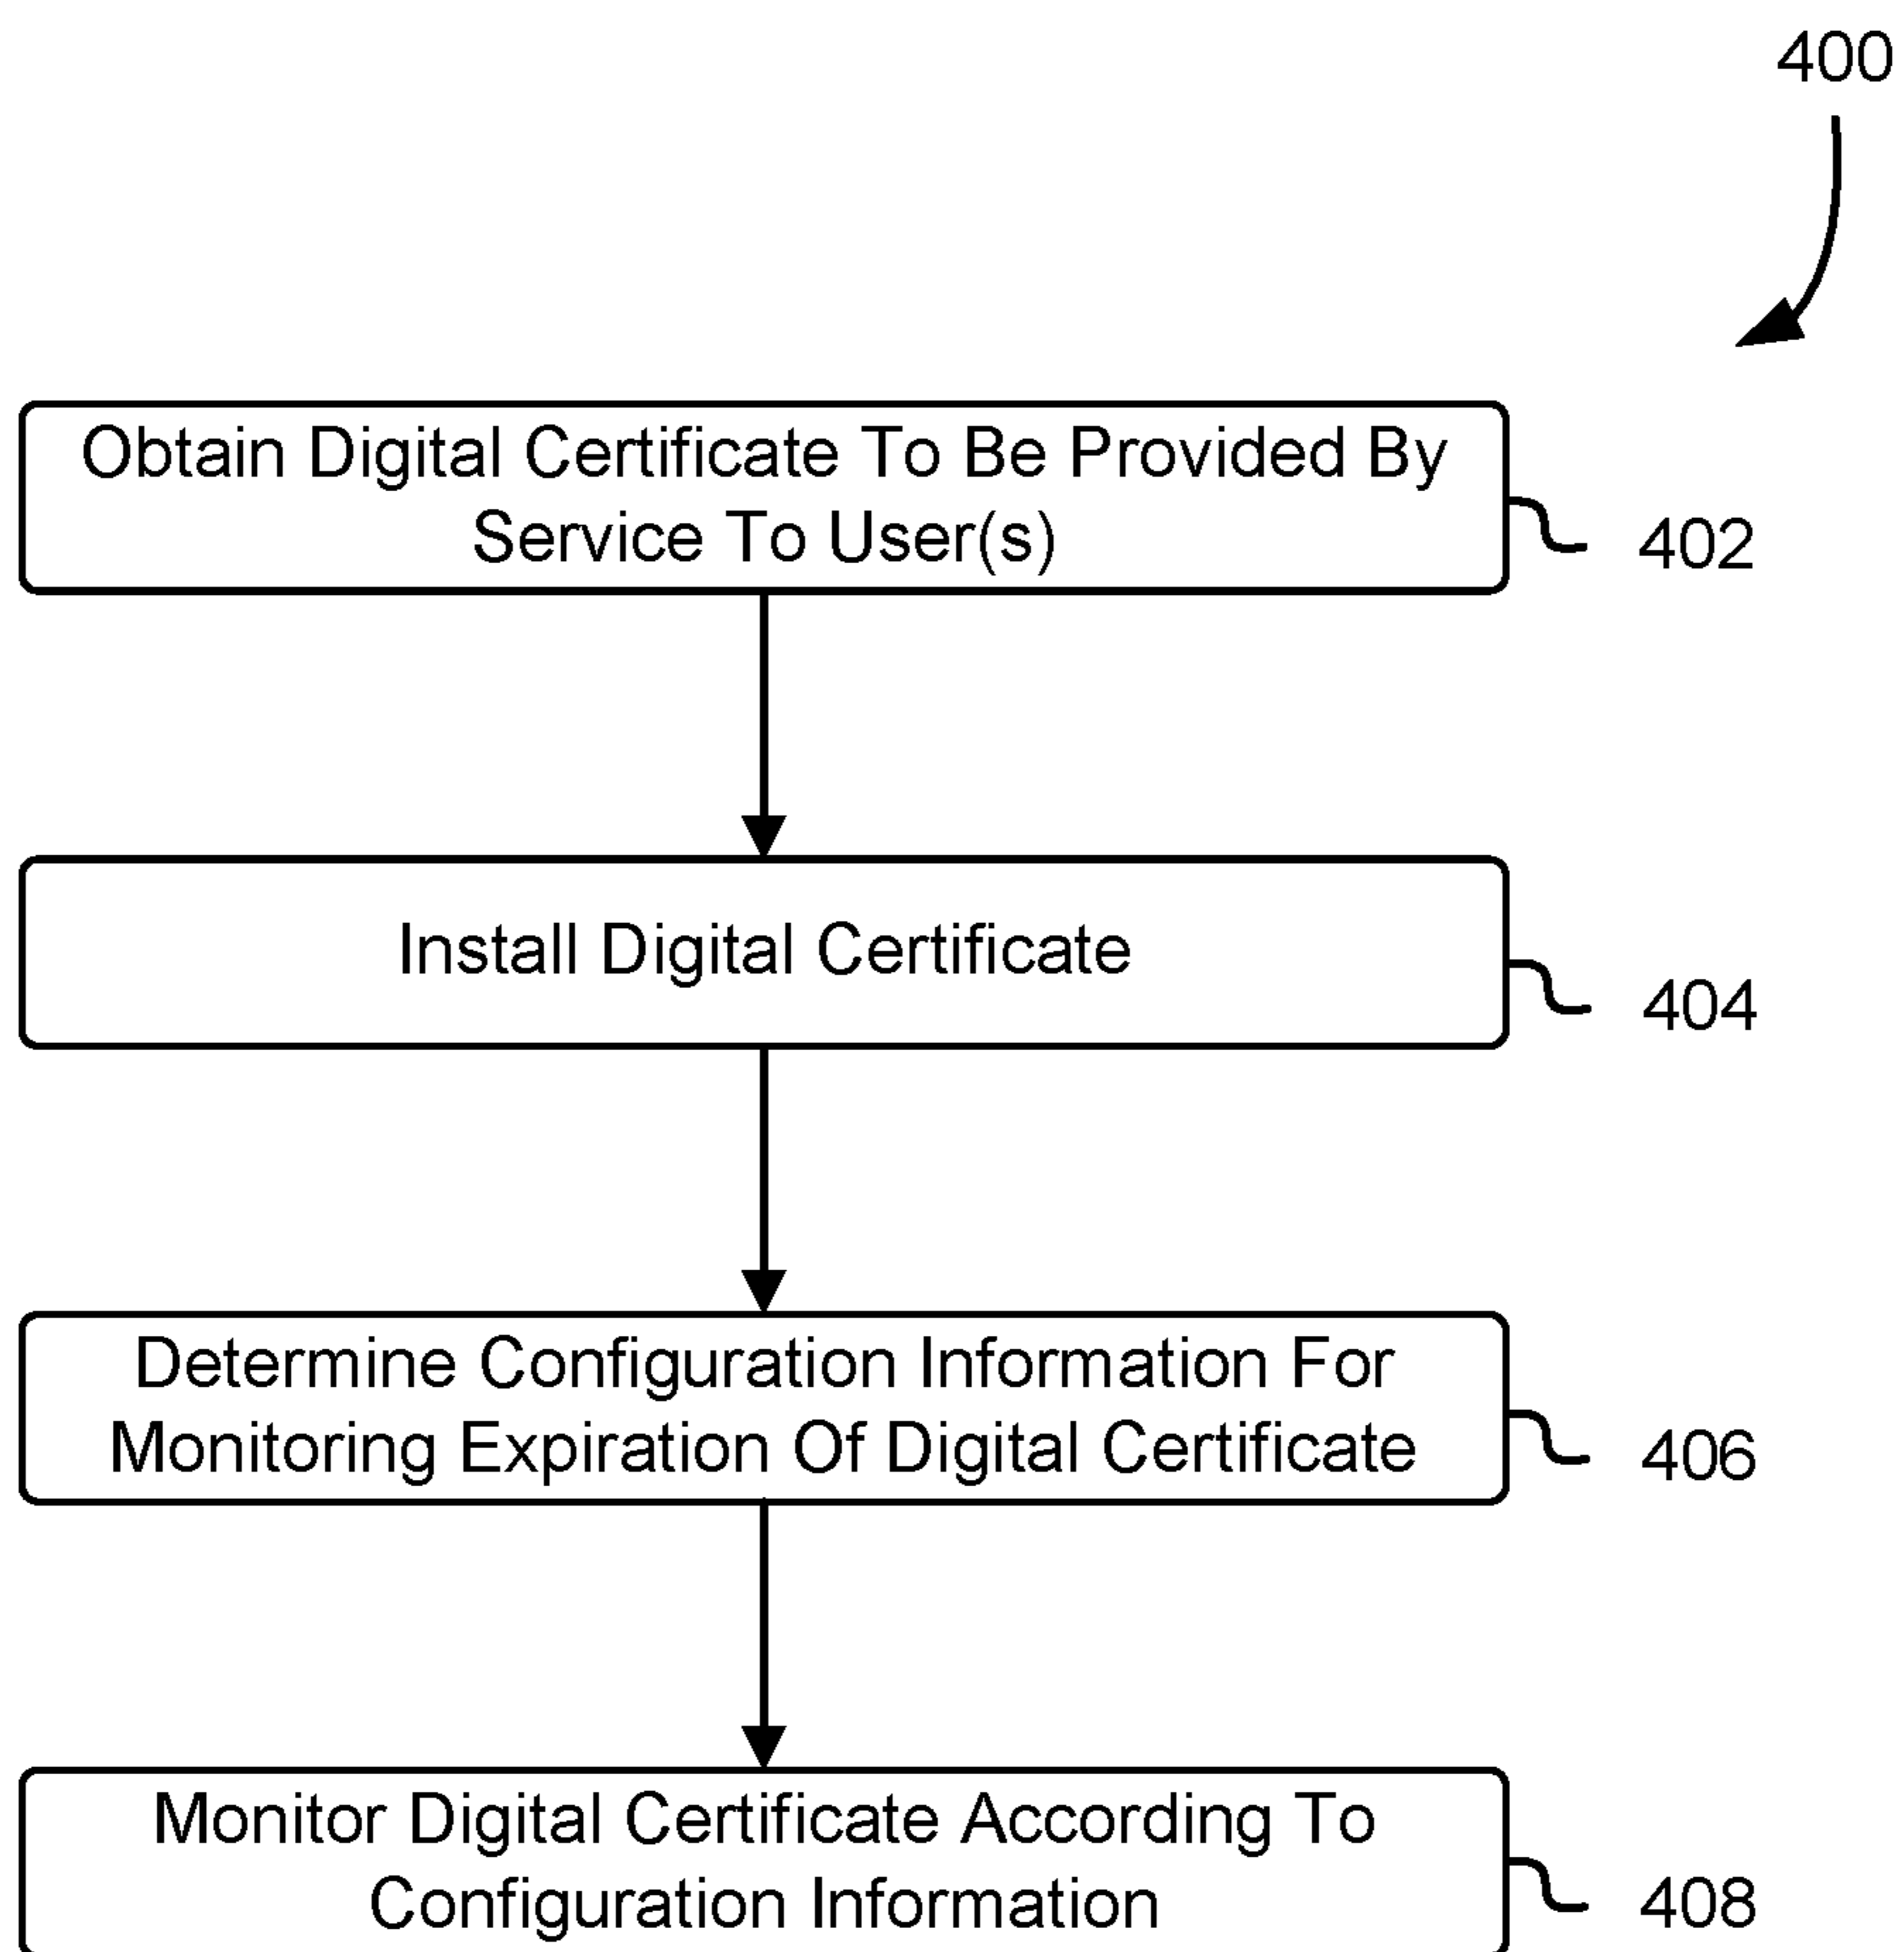 400
Obtain Digital Certificate To Be Provided By
Service To User(s)
402
Install Digital Certificate
404
Determine Configuration Information For
Monitoring Expiration Of Digital Certificate
406
Monitor Digital Certificate According To
Configuration Information
408